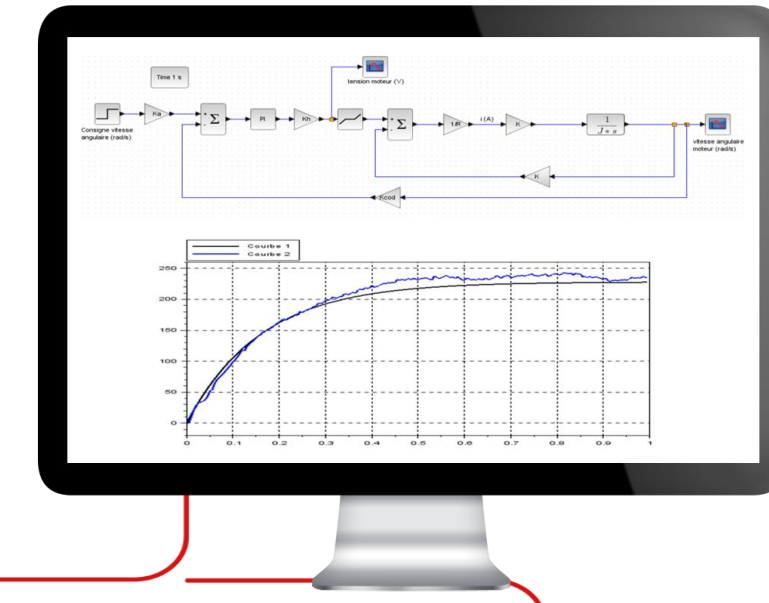 Time 1 s
tension moteur (V)
Consigne vitesse
angulaire (rad/s)
Ka
+
-
Σ
PI
Kh
+
-
Σ
1/R
i (A)
K
1
J * s
vitesse angulaire
moteur (rad/s)
K
Kcod
Courbe 1
Courbe 2
250
200
150
100
50
0
0 0.1 0.2 0.3 0.4 0.5 0.6 0.7 0.8 0.9 1